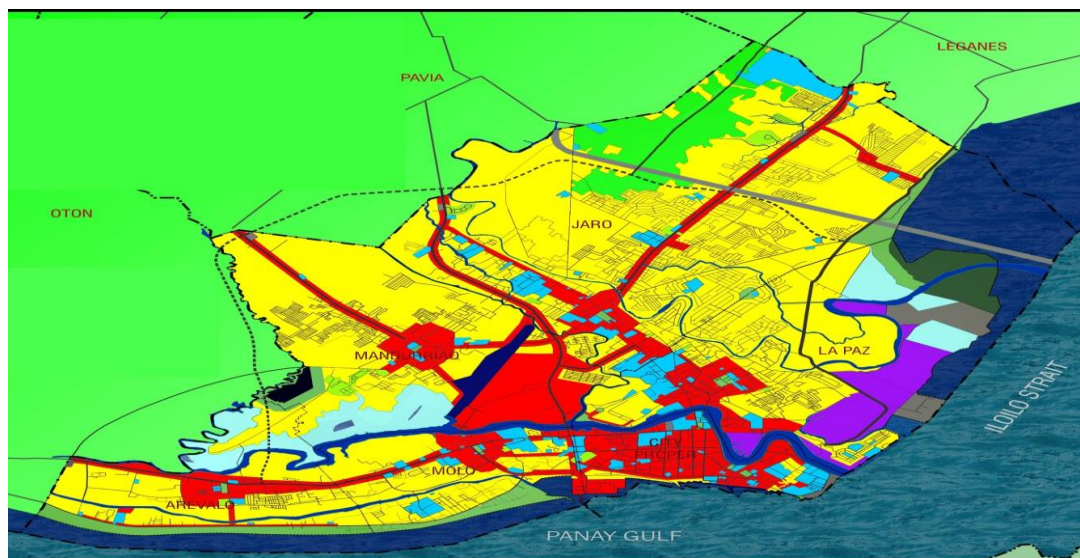 LEGANES
PAVIA
OTON
JARO
MANDURRIAO
LA PAZ
ILOILO STRAIT
CITY
PROPER
MOLO
AREVALO
PANAY GULF